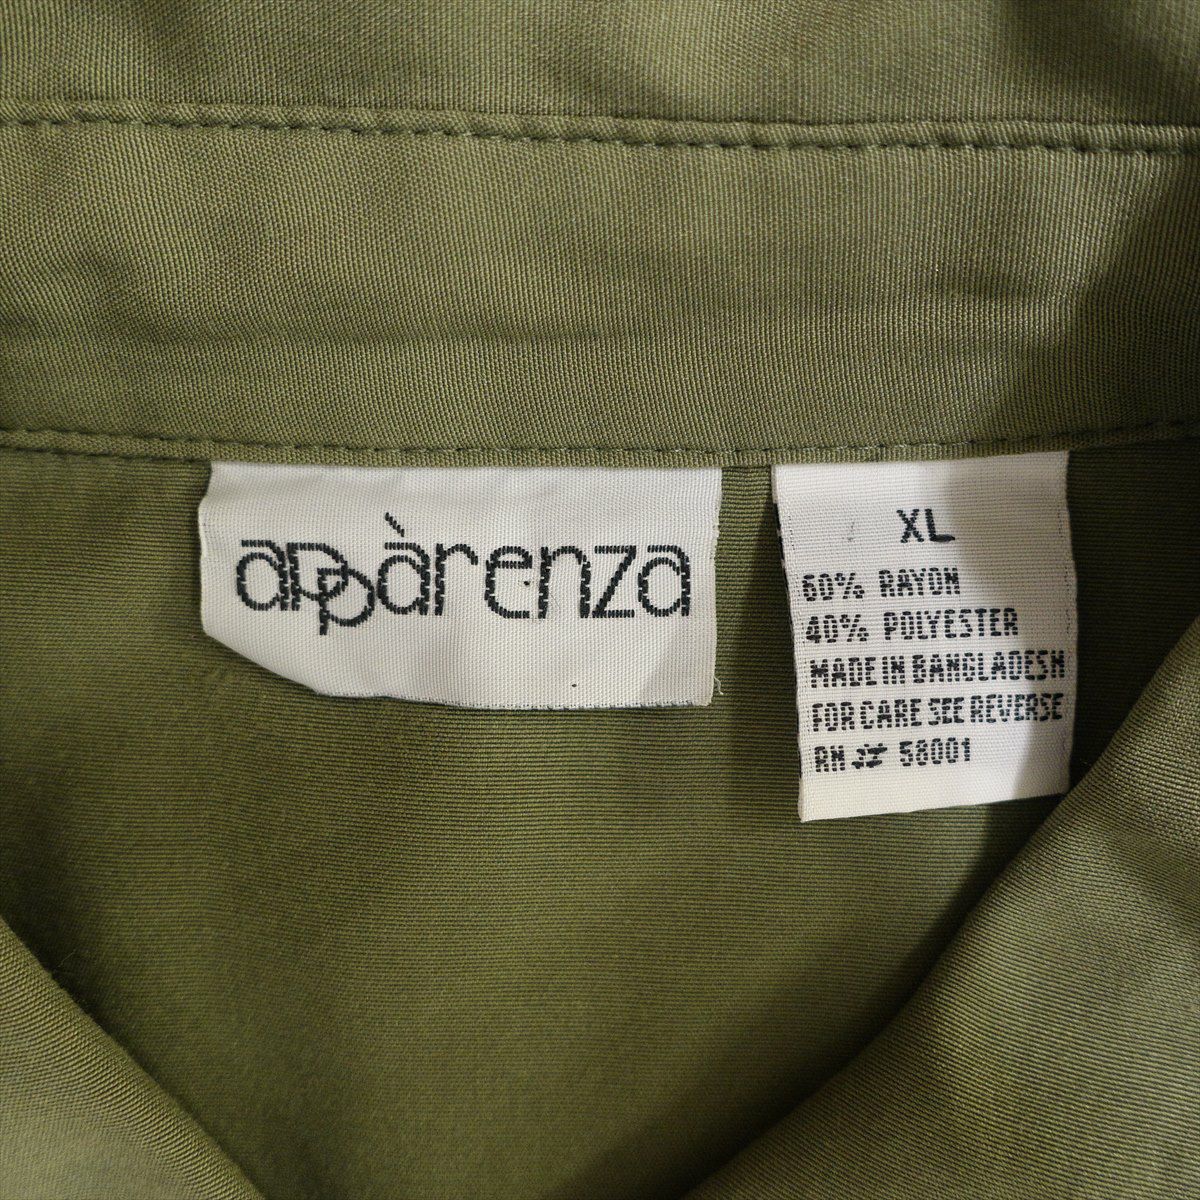 appàrenza
XL
60% RAYON
40% POLYESTER
MADE IN BANGLADESH
FOR CARE SEE REVERSE
RN # 58001